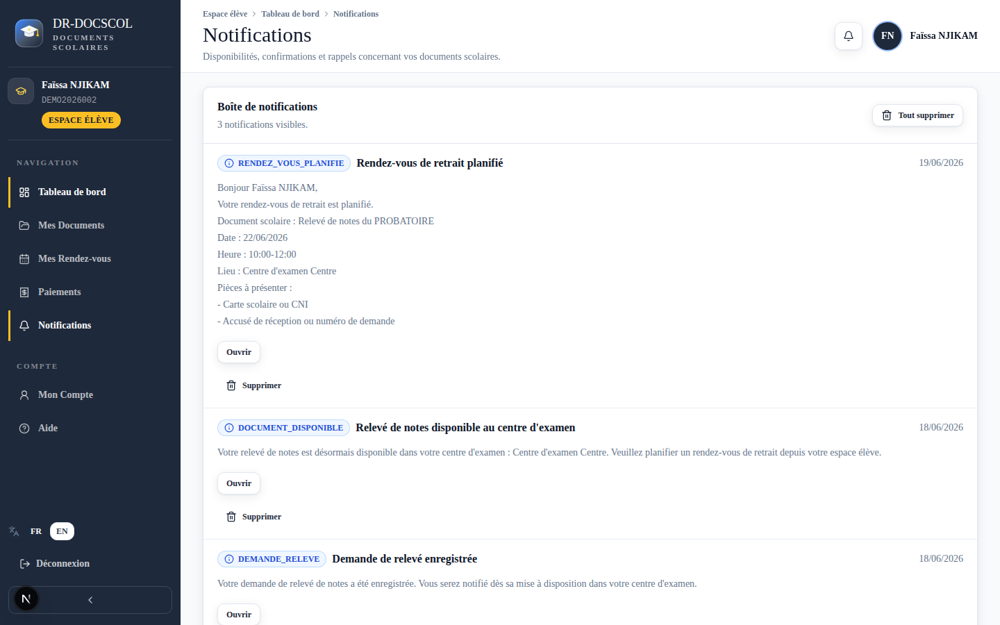 DR-DOCSCOL
DOCUMENTS
SCOLAIRES
Faïssa NJIKAM
DEMO2026002
ESPACE ÉLÈVE
NAVIGATION
Tableau de bord
Mes Documents
Mes Rendez-vous
Paiements
Notifications
COMPTE
Mon Compte
Aide
FR EN
Déconnexion
N
Espace élève > Tableau de bord > Notifications
Notifications
Disponibilités, confirmations et rappels concernant vos documents scolaires.
FN Faïssa NJIKAM
Boîte de notifications
3 notifications visibles.
Tout supprimer
RENDEZ_VOUS_PLANIFIE Rendez-vous de retrait planifié 19/06/2026
Bonjour Faïssa NJIKAM,
Votre rendez-vous de retrait est planifié.
Document scolaire : Relevé de notes du PROBATOIRE
Date : 22/06/2026
Heure : 10:00-12:00
Lieu : Centre d'examen Centre
Pièces à présenter :
- Carte scolaire ou CNI
- Accusé de réception ou numéro de demande
Ouvrir
Supprimer
DOCUMENT_DISPONIBLE Relevé de notes disponible au centre d'examen 18/06/2026
Votre relevé de notes est désormais disponible dans votre centre d'examen : Centre d'examen Centre. Veuillez planifier un rendez-vous de retrait depuis votre espace élève.
Ouvrir
Supprimer
DEMANDE_RELEVE Demande de relevé enregistrée 18/06/2026
Votre demande de relevé de notes a été enregistrée. Vous serez notifié dès sa mise à disposition dans votre centre d'examen.
Ouvrir